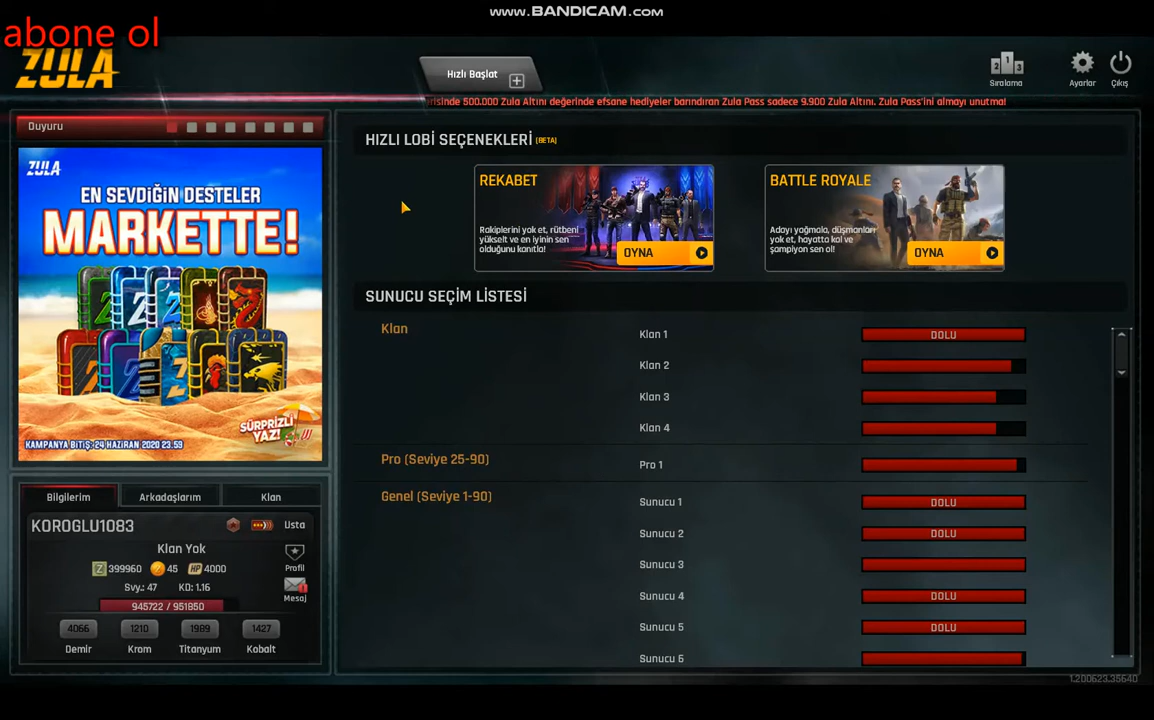 www.BANDICAM.com
abone ol
ZULA
Hızlı Başlat
2 1 3
Sıralama
Ayarlar
Çıkış
erisinde 500.000 Zula Altını değerinde efsane hediyeler barındıran Zula Pass sadece 9.900 Zula Altını. Zula Pass'ini almayı unutma!
Duyuru
ZULA
EN SEVDİĞİN DESTELER
MARKETTE!
SÜRPRİZLİ
YAZ!
KAMPANYA BİTİŞ: 24 HAZİRAN 2020 23:59
HIZLI LOBİ SEÇENEKLERİ (BETA)
REKABET
Rakiplerini yok et, rütbeni
yükselt ve en iyinin sen
olduğunu kanıtla!
OYNA
BATTLE ROYALE
Adayı yağmala, düşmanları
yok et, hayatta kal ve
şampiyon sen ol!
OYNA
SUNUCU SEÇİM LİSTESİ
Klan
Klan 1 DOLU
Klan 2
Klan 3
Klan 4
Pro (Seviye 25-90)
Pro 1
Genel (Seviye 1-90)
Sunucu 1 DOLU
Sunucu 2 DOLU
Sunucu 3
Sunucu 4 DOLU
Sunucu 5 DOLU
Sunucu 6
Bilgilerim
Arkadaşlarım
Klan
KOROGLU1083
Lista
Klan Yok
Z 399960 45 HP 4000
Profil
Svy.: 47 KD: 1.16
Mesaj
945722 / 951850
4066 1210 1989 1427
Demir Krom Titanyum Kobalt
1.200623.35640